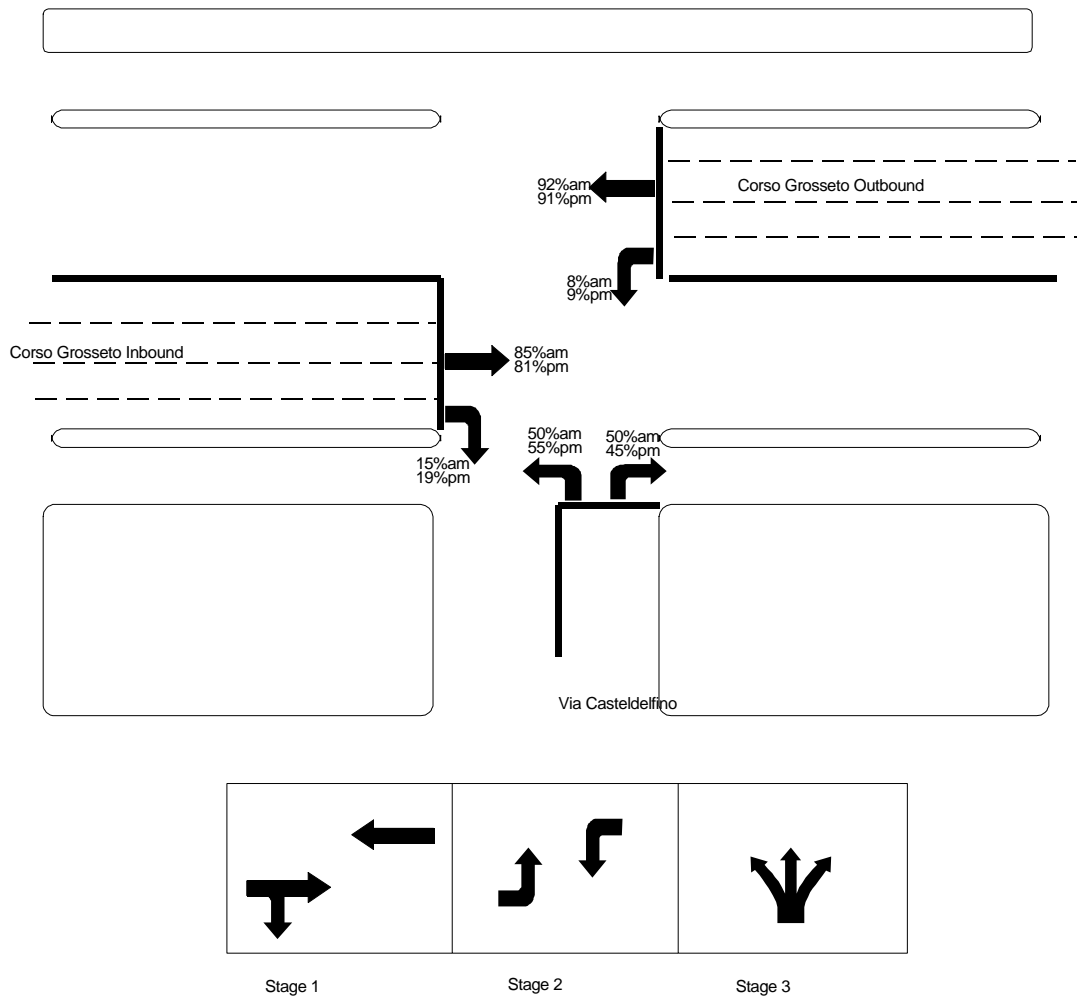 92%am
91%pm
Corso Grosseto Outbound
8%am
9%pm
Corso Grosseto Inbound
85%am
81%pm
50%am
55%pm
50%am
45%pm
15%am
19%pm
Via Casteldelfino
Stage 1
Stage 2
Stage 3